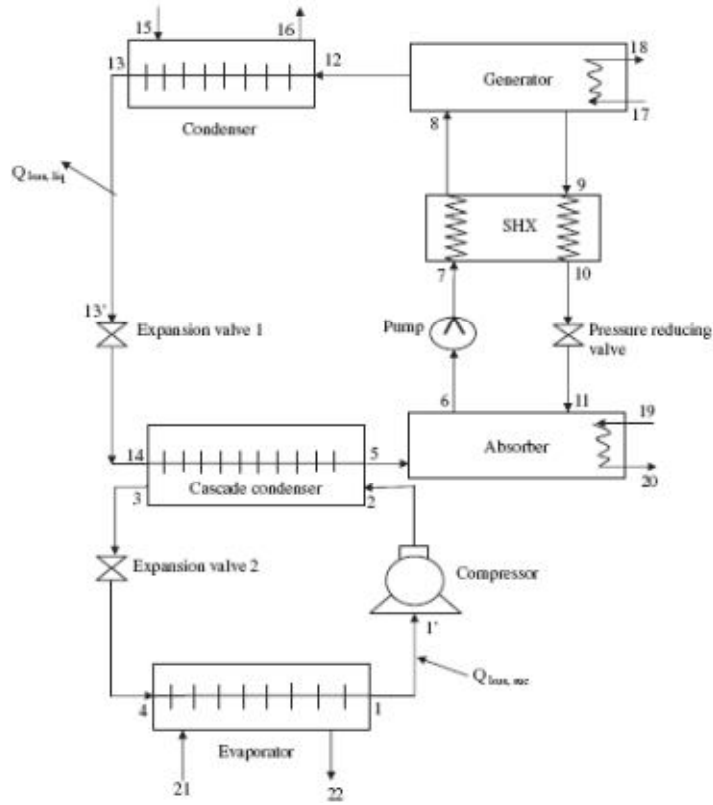 15
16
13
12
18
Generator
17
Condenser
8
9
Q loss, liq
SHX
7
10
13'
Expansion valve 1
Pump
Pressure reducing
valve
6
11
19
Absorber
14
5
20
Cascade condenser
3
2
Expansion valve 2
Compressor
1'
Q loss, suc
4
1
Evaporator
21
22